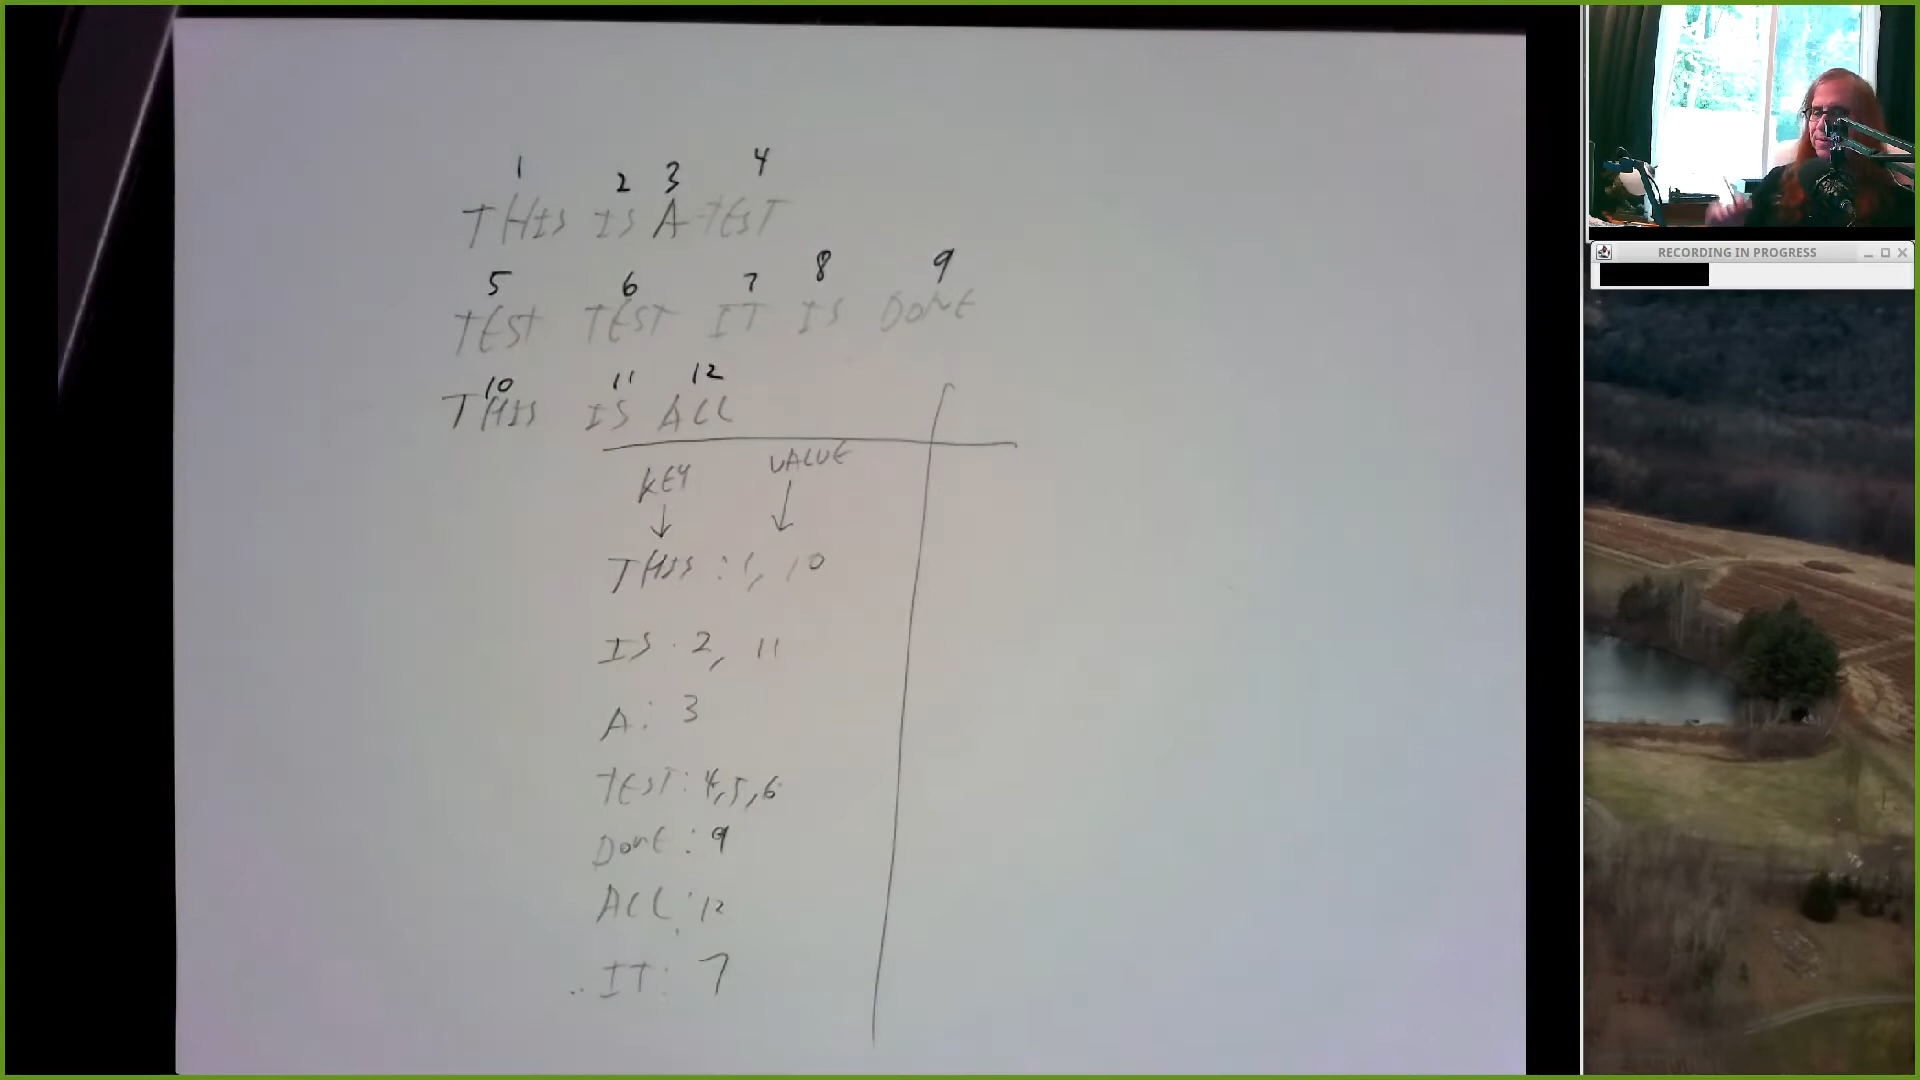 1 2 3 4
THIS IS A TEST
5 6 7 8 9
TEST TEST IT IS DONE
10 11 12
THIS IS ALL
KEY VALUE
THIS : 1, 10
IS : 2, 11
A : 3
TEST : 4,5,6
DONE : 9
ALL : 12
IT : 7
RECORDING IN PROGRESS